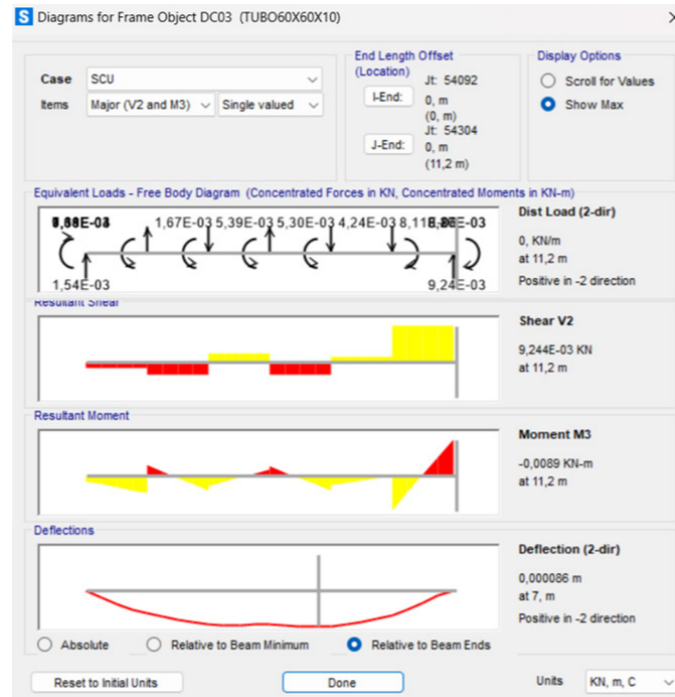 S Diagrams for Frame Object DC03 (TUBO60X60X10)
Case SCU
Items Major (V2 and M3) Single valued
End Length Offset
(Location)
I-End: Jt: 54092
0, m
(0, m)
J-End: Jt: 54304
0, m
(11,2 m)
Display Options
Scroll for Values
Show Max
Equivalent Loads - Free Body Diagram (Concentrated Forces in KN, Concentrated Moments in KN-m)
1,67E-03 5,39E-03 5,30E-03 4,24E-03
1,54E-03 9,24E-03
Dist Load (2-dir)
0, KN/m
at 11,2 m
Positive in -2 direction
Resultant Shear
Shear V2
9,244E-03 KN
at 11,2 m
Resultant Moment
Moment M3
-0,0089 KN-m
at 11,2 m
Deflections
Deflection (2-dir)
0,000086 m
at 7, m
Positive in -2 direction
Absolute Relative to Beam Minimum Relative to Beam Ends
Reset to Initial Units Done Units KN, m, C